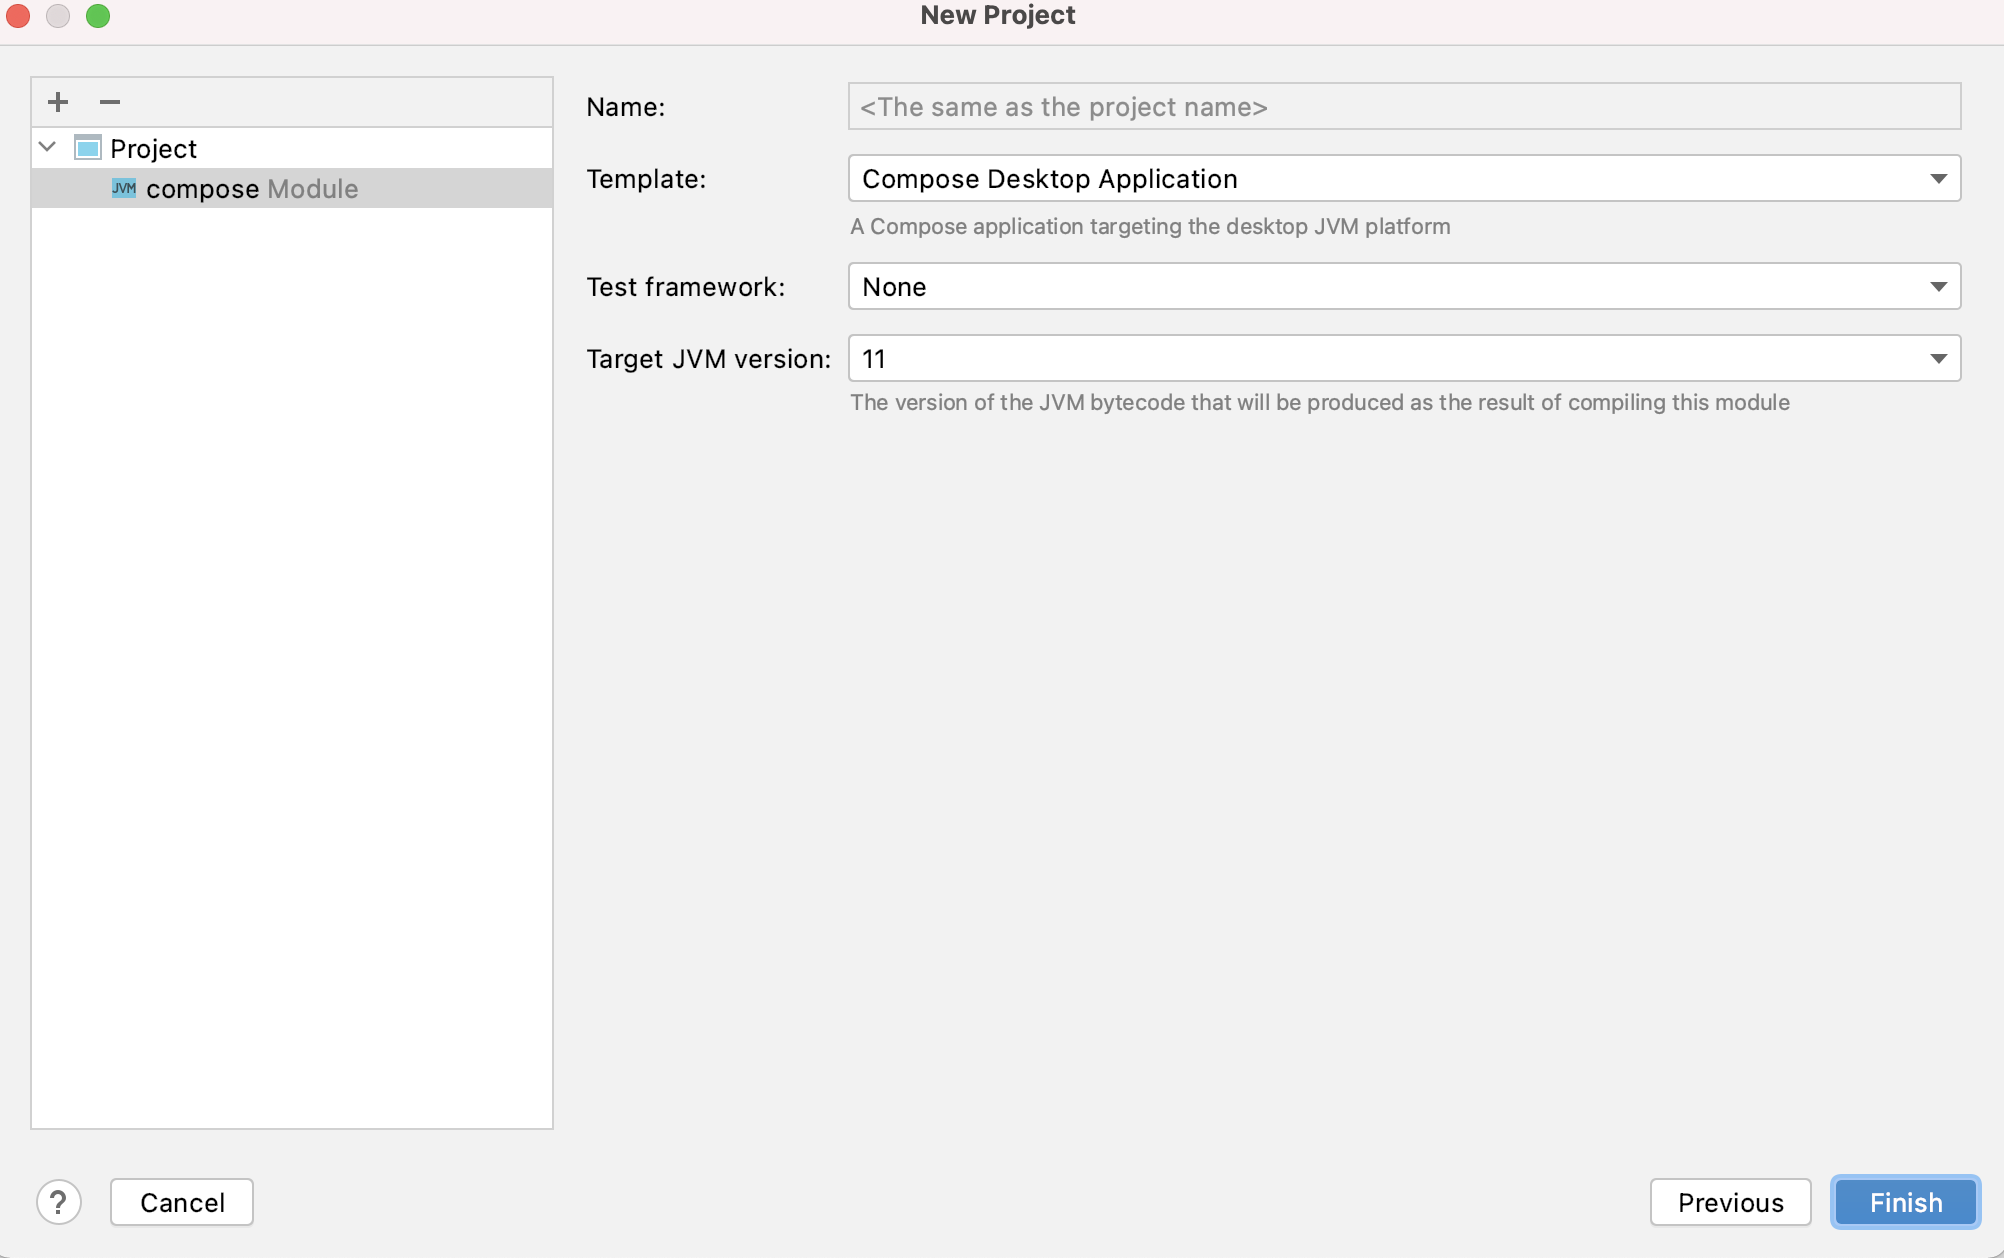 New Project
Project
JVM compose Module
Name: <The same as the project name>
Template: Compose Desktop Application
A Compose application targeting the desktop JVM platform
Test framework: None
Target JVM version: 11
The version of the JVM bytecode that will be produced as the result of compiling this module
? Cancel Previous Finish